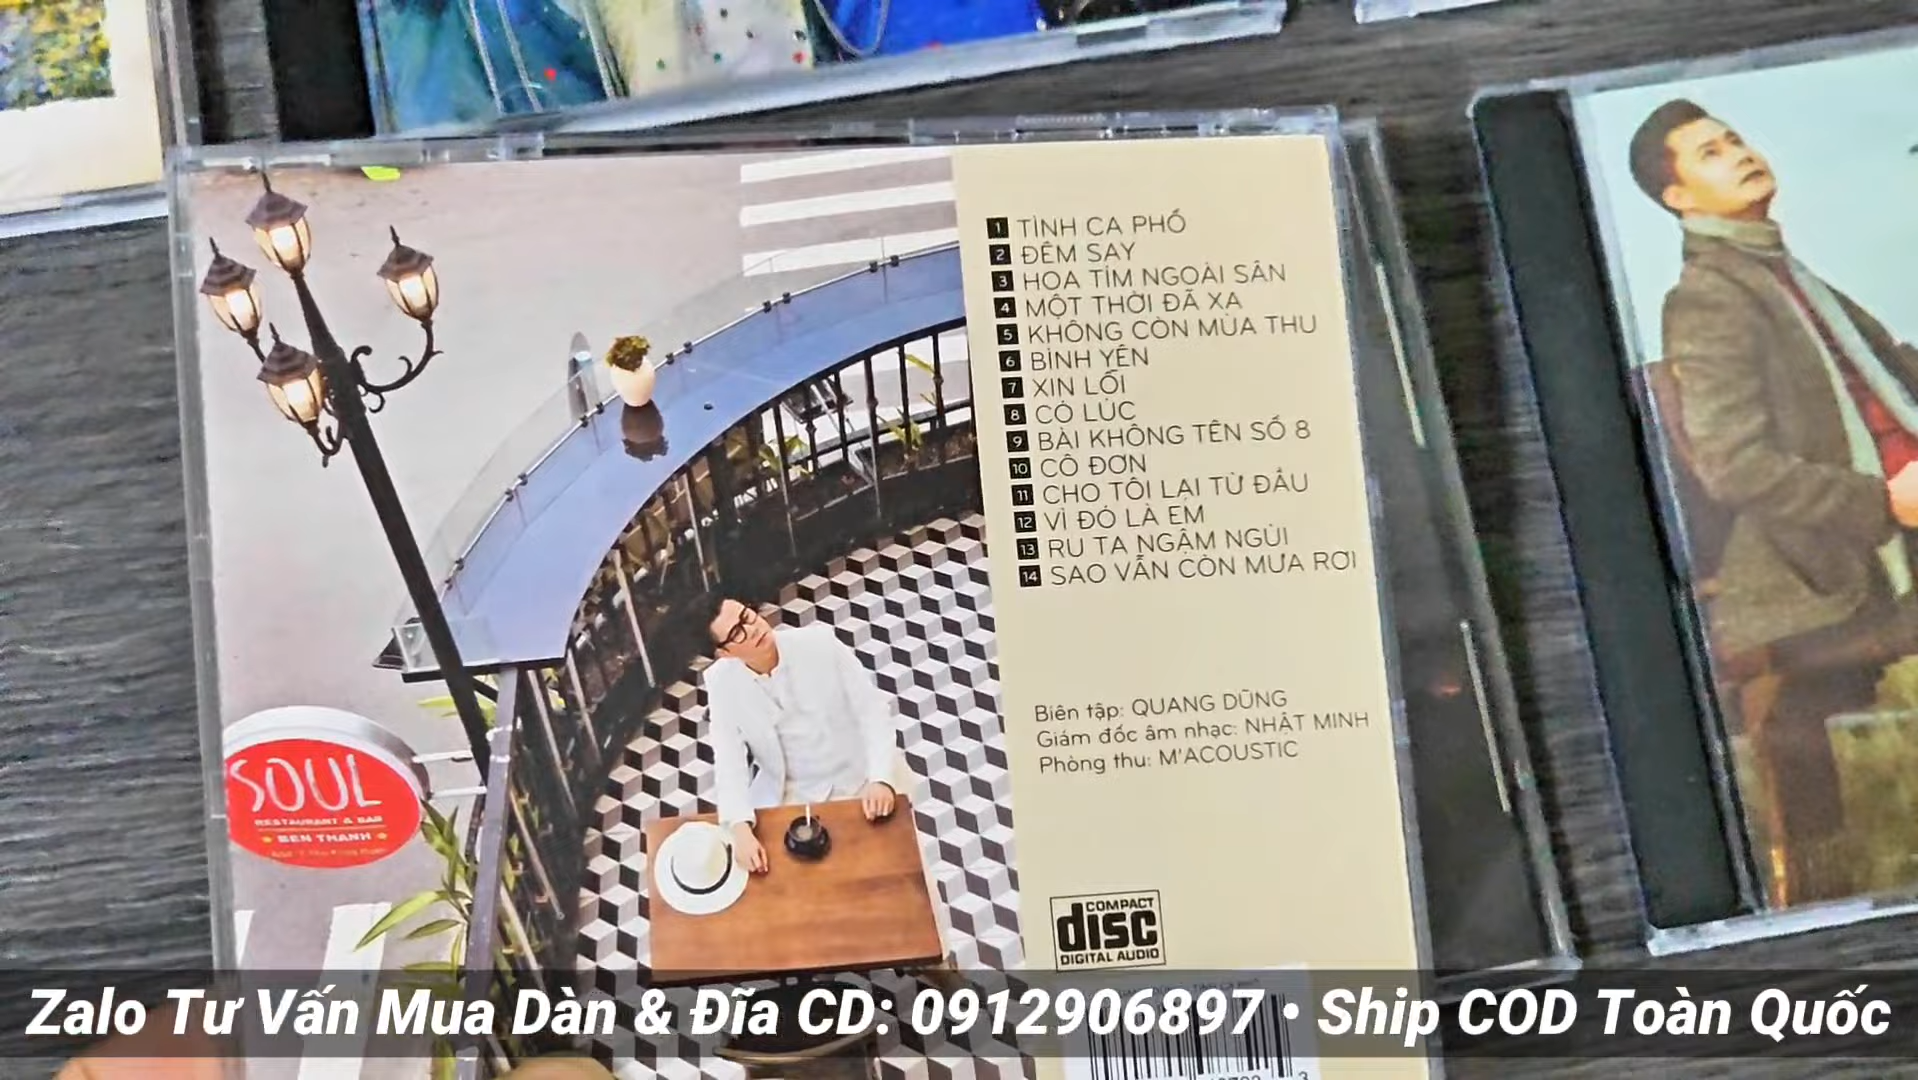 1 TÌNH CA PHỐ
2 ĐÊM SAY
3 HOA TÍM NGOÀI SÂN
4 MỘT THỜI ĐÃ XA
5 KHÔNG CÒN MÙA THU
6 BÌNH YÊN
7 XIN LỖI
8 CÓ LÚC
9 BÀI KHÔNG TÊN SỐ 8
10 CÔ ĐƠN
11 CHO TÔI LẠI TỪ ĐẦU
12 VÌ ĐÓ LÀ EM
13 RU TA NGẬM NGÙI
14 SAO VẪN CÒN MƯA RƠI
Biên tập: QUANG DŨNG
Giám đốc âm nhạc: NHẬT MINH
Phòng thu: M'ACOUSTIC
SOUL
RESTAURANT & BAR
BEN THANH
COMPACT
disc
DIGITAL AUDIO
Zalo Tư Vấn Mua Dàn & Đĩa CD: 0912906897 • Ship COD Toàn Quốc